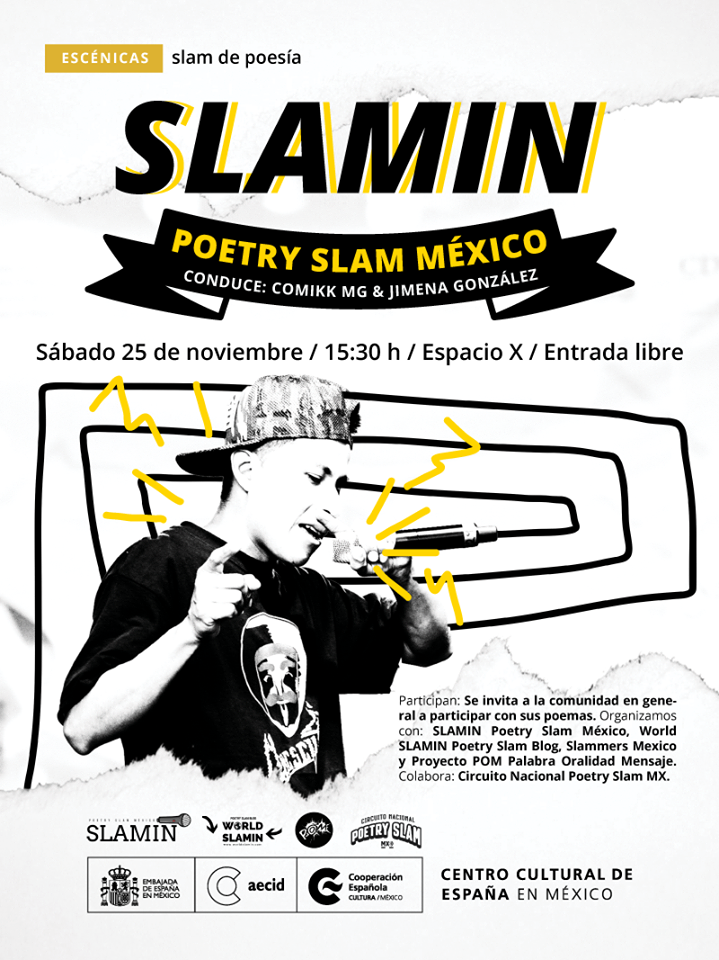 ESCÉNICAS slam de poesía
SLAMIN
POETRY SLAM MÉXICO
CONDUCE: COMIKK MG & JIMENA GONZÁLEZ
Sábado 25 de noviembre / 15:30 h / Espacio X / Entrada libre
Participan: Se invita a la comunidad en gene-
ral a participar con sus poemas. Organizamos
con: SLAMIN Poetry Slam México, World
SLAMIN Poetry Slam Blog, Slammers Mexico
y Proyecto POM Palabra Oralidad Mensaje.
Colabora: Circuito Nacional Poetry Slam MX.
POETRY SLAM MÉXICO
SLAMIN
WORLD
SLAMIN
CIRCUITO NACIONAL
POETRY SLAM
MX
EMBAJADA
DE ESPAÑA
EN MÉXICO
aecid
Cooperación
Española
CULTURA / MÉXICO
CENTRO CULTURAL DE
ESPAÑA EN MÉXICO